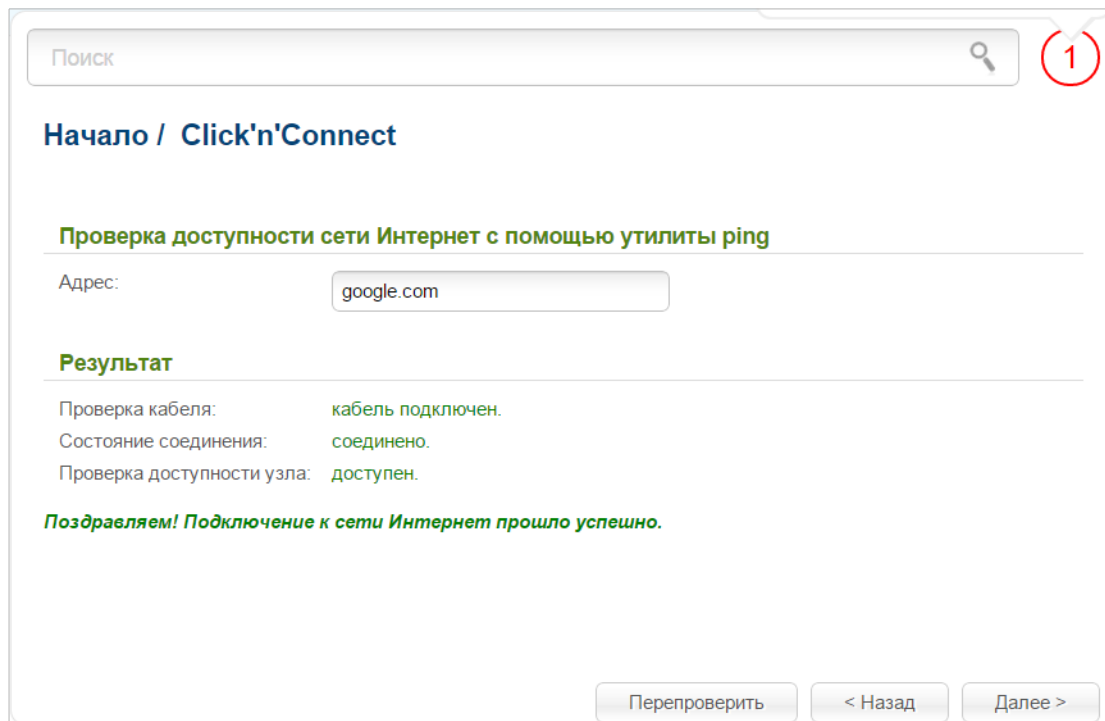 Поиск
1
Начало / Click'n'Connect
Проверка доступности сети Интернет с помощью утилиты ping
Адрес: google.com
Результат
Проверка кабеля: кабель подключен.
Состояние соединения: соединено.
Проверка доступности узла: доступен.
Поздравляем! Подключение к сети Интернет прошло успешно.
Перепроверить < Назад Далее >